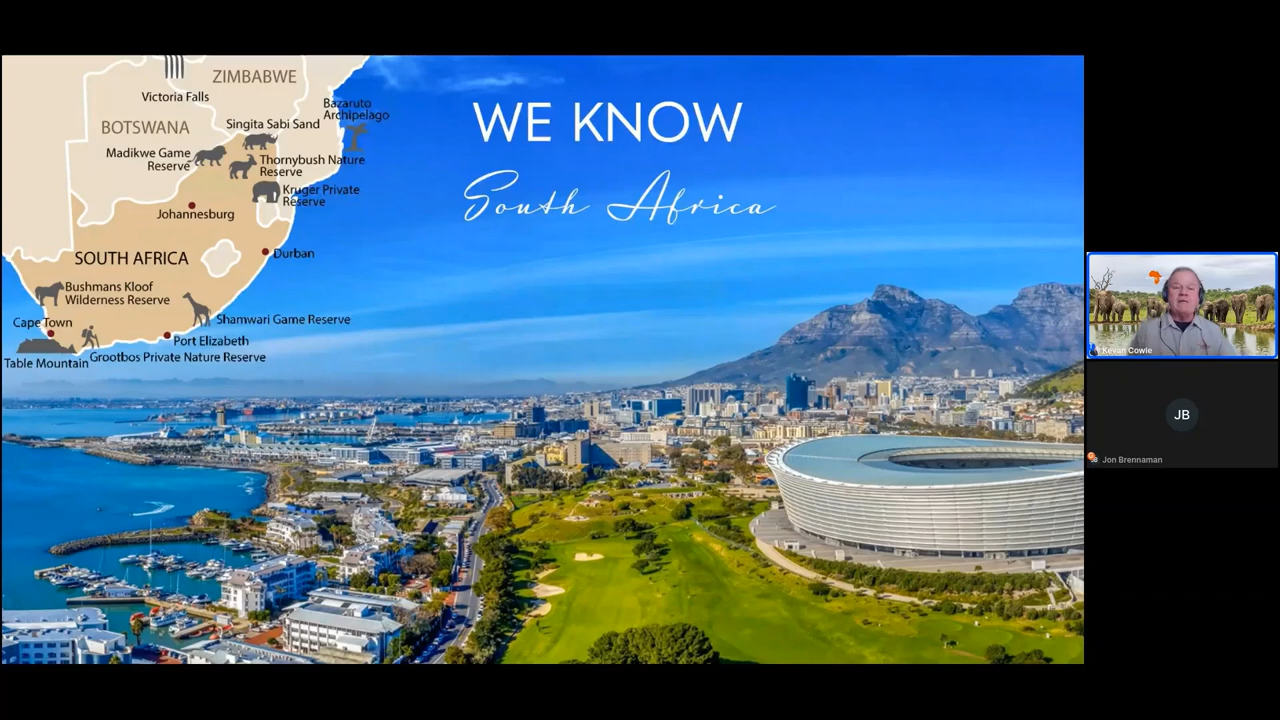 ZIMBABWE
Victoria Falls
Bazaruto
Archipelago
Singita Sabi Sand
BOTSWANA
Madikwe Game
Reserve
Thornybush Nature
Reserve
Kruger Private
Reserve
Johannesburg
SOUTH AFRICA
Durban
Bushmans Kloof
Wilderness Reserve
Cape Town
Shamwari Game Reserve
Port Elizabeth
Grootbos Private Nature Reserve
Table Mountain
WE KNOW
South Africa
Kevan Cowie
JB
Jon Brennaman